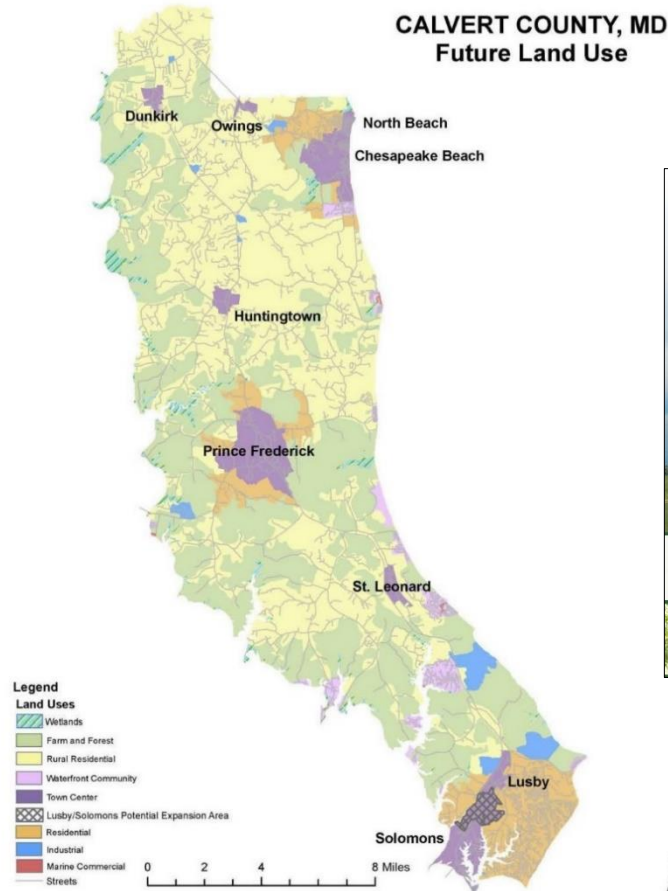 CALVERT COUNTY, MD
Future Land Use
Dunkirk
Owings
North Beach
Chesapeake Beach
Huntingtown
Prince Frederick
St. Leonard
Lusby
Solomons
Legend
Land Uses
Wetlands
Farm and Forest
Rural Residential
Waterfront Community
Town Center
Lusby/Solomons Potential Expansion Area
Residential
Industrial
Marine Commercial
Streets
0 2 4 8 Miles